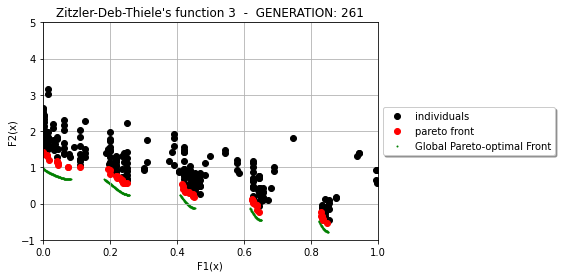 Zitzler-Deb-Thiele's function 3 - GENERATION: 261
5
4
3
2
1
0
−1
F2(x)
0.0 0.2 0.4 0.6 0.8 1.0
F1(x)
individuals
pareto front
Global Pareto-optimal Front